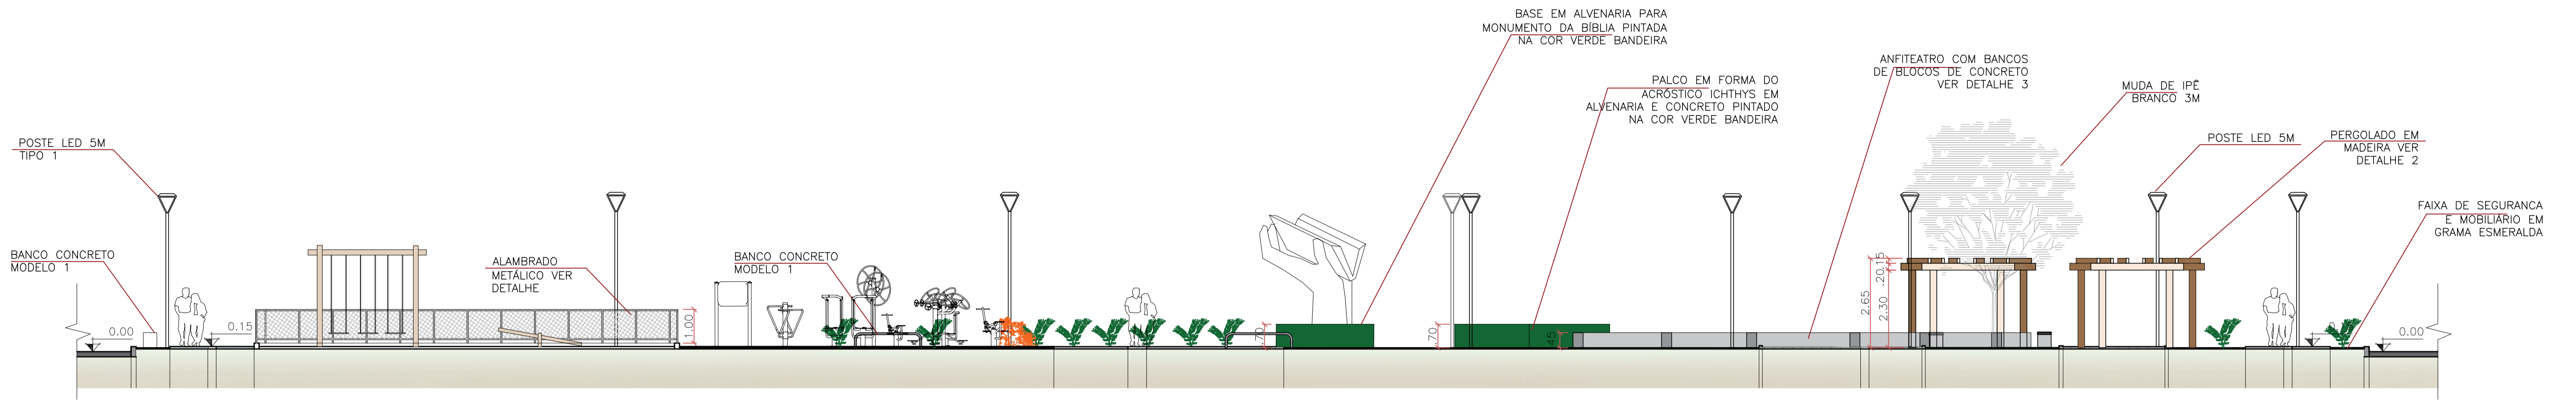 BASE EM ALVENARIA PARA
MONUMENTO DA BÍBLIA PINTADA
NA COR VERDE BANDEIRA
ANFITEATRO COM BANCOS
DE BLOCOS DE CONCRETO
VER DETALHE 3
PALCO EM FORMA DO
ACRÓSTICO ICHTHYS EM
ALVENARIA E CONCRETO PINTADO
NA COR VERDE BANDEIRA
MUDA DE IPÊ
BRANCO 3M
POSTE LED 5M
TIPO 1
POSTE LED 5M
PERGOLADO EM
MADEIRA VER
DETALHE 2
FAIXA DE SEGURANCA
E MOBILIÁRIO EM
GRAMA ESMERALDA
BANCO CONCRETO
MODELO 1
ALAMBRADO
METÁLICO VER
DETALHE
BANCO CONCRETO
MODELO 1
0.00
0.15
1.00
.70
.70
.45
2.65
2.30
.20
.15
0.00